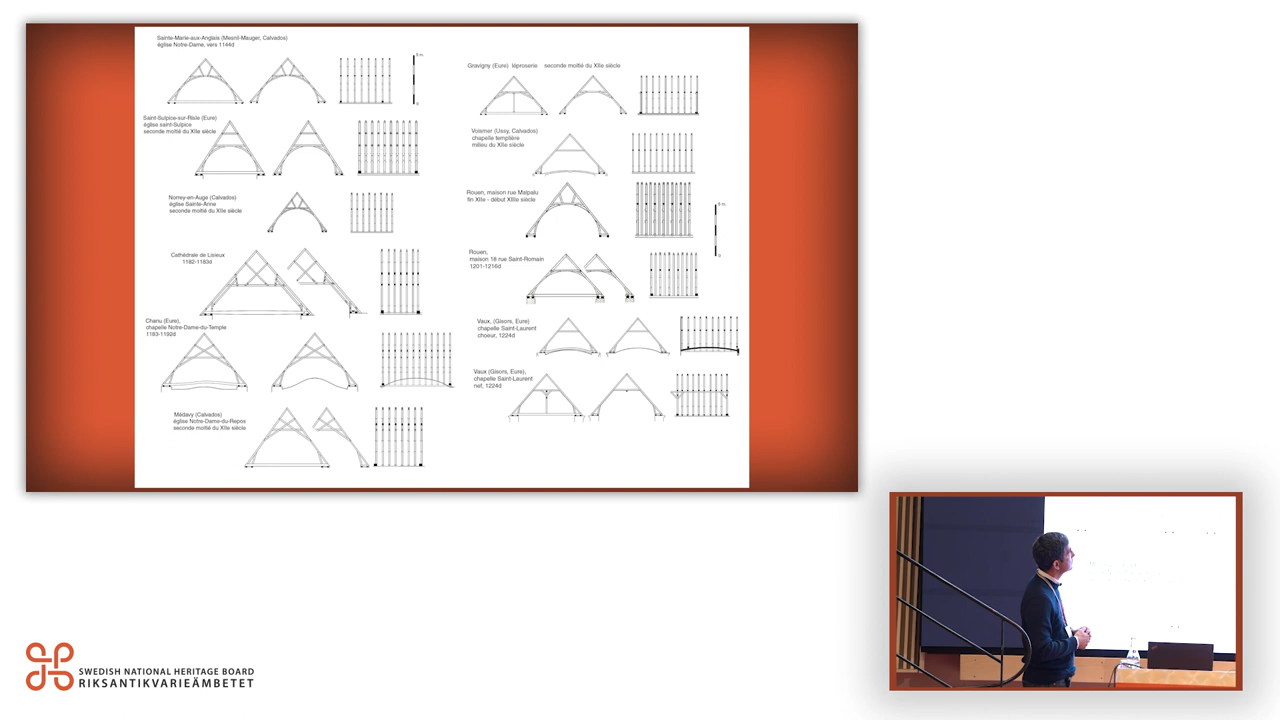 Sainte-Marie-aux-Anglais (Mesnil-Mauger, Calvados)
église Notre-Dame, vers 1144d
5 m.
0
Saint-Sulpice-sur-Risle (Eure)
église saint-Sulpice
seconde moitié du XIIe siècle
Norrey-en-Auge (Calvados)
église Sainte-Anne
seconde moitié du XIIe siècle
Cathédrale de Lisieux
1182-1183d
Chanu (Eure),
chapelle Notre-Dame-du-Temple
1183-1192d
Médavy (Calvados)
église Notre-Dame-du-Repos
seconde moitié du XIIe siècle
Gravigny (Eure) léproserie seconde moitié du XIIe siècle
Voismer (Ussy, Calvados)
chapelle templière
milieu du XIIe siècle
Rouen, maison rue Malpalu
fin XIIe - début XIIIe siècle
5 m.
0
Rouen,
maison 18 rue Saint-Romain
1201-1216d
Vaux, (Gisors, Eure)
chapelle Saint-Laurent
choeur, 1224d
Vaux (Gisors, Eure),
chapelle Saint-Laurent
nef, 1224d
SWEDISH NATIONAL HERITAGE BOARD
RIKSANTIKVARIEÄMBETET